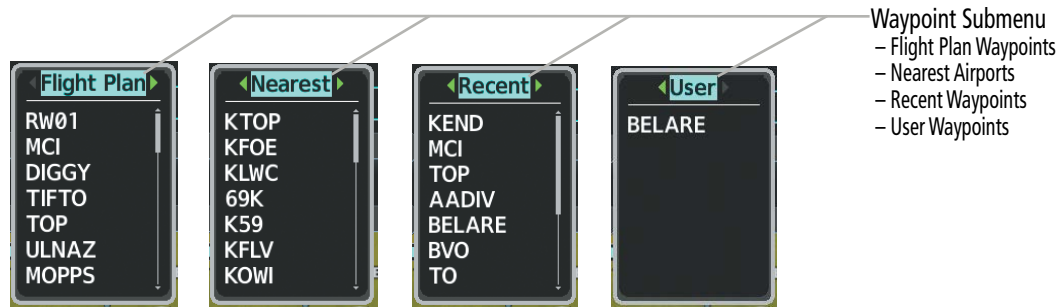 Waypoint Submenu
– Flight Plan Waypoints
– Nearest Airports
– Recent Waypoints
– User Waypoints
Flight Plan
RW01
MCI
DIGGY
TIFTO
TOP
ULNAZ
MOPPS
Nearest
KTOP
KFOE
KLWC
69K
K59
KFLV
KOWI
Recent
KEND
MCI
TOP
AADIV
BELARE
BVO
TO
User
BELARE